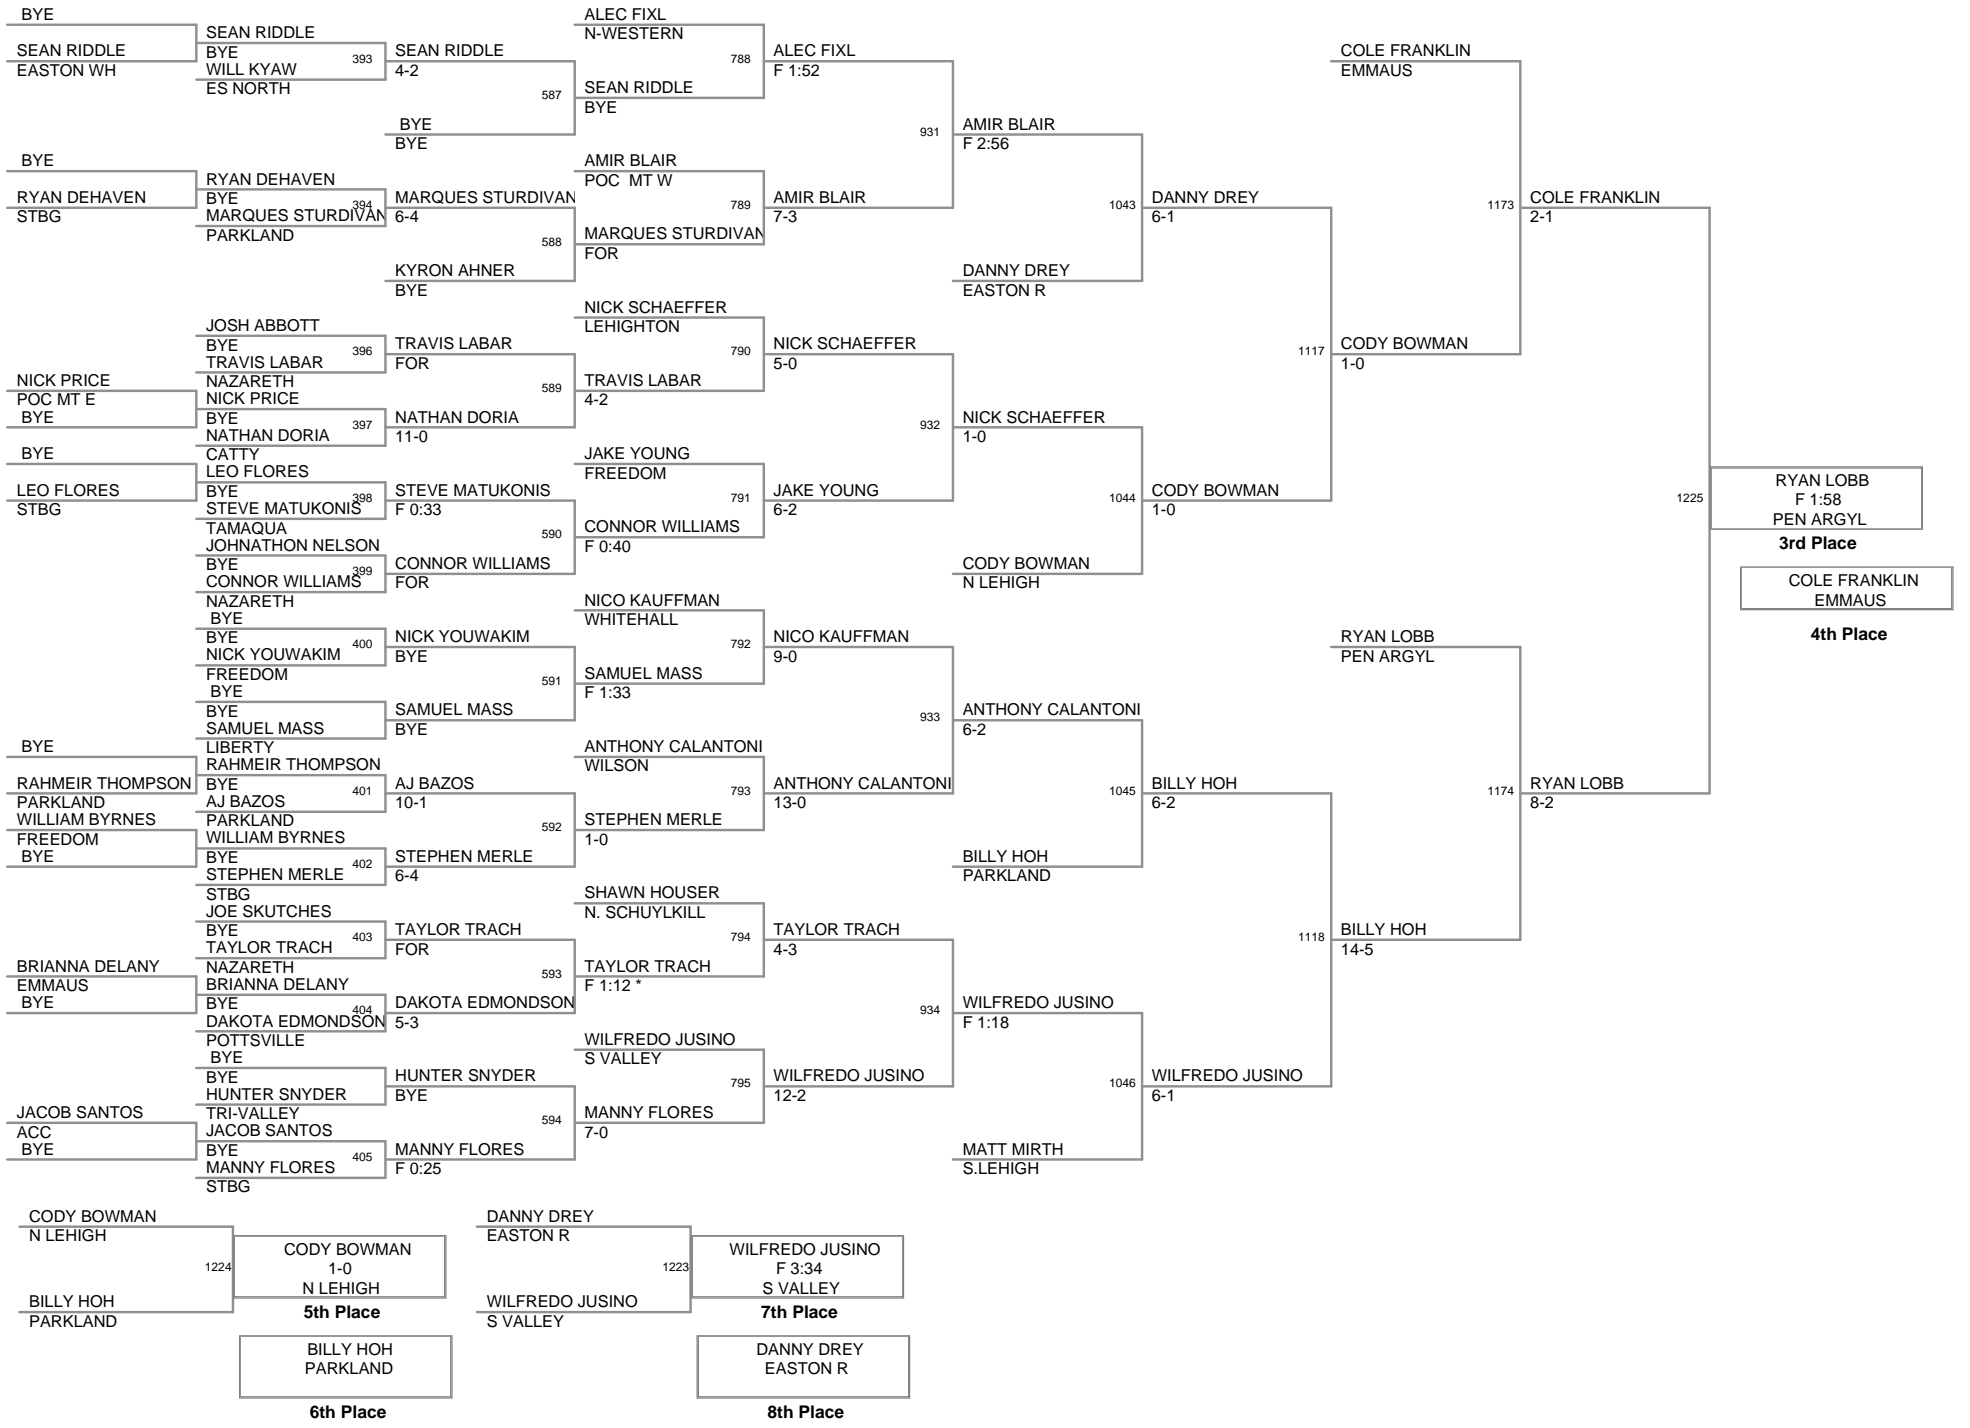 BYE
SEAN RIDDLE
EASTON WH
BYE
RYAN DEHAVEN
STBG
NICK PRICE
POC MT E
BYE
BYE
LEO FLORES
STBG
BYE
RAHMEIR THOMPSON
PARKLAND
WILLIAM BYRNES
FREEDOM
BYE
BRIANNA DELANY
EMMAUS
BYE
JACOB SANTOS
ACC
BYE
SEAN RIDDLE
BYE
393
WILL KYAW
ES NORTH
RYAN DEHAVEN
BYE
394
MARQUES STURDIVAN
PARKLAND
JOSH ABBOTT
BYE
396
TRAVIS LABAR
NAZARETH
NICK PRICE
BYE
397
NATHAN DORIA
CATTY
LEO FLORES
BYE
398
STEVE MATUKONIS
TAMAQUA
JOHNATHON NELSON
BYE
399
CONNOR WILLIAMS
NAZARETH
BYE
BYE
400
NICK YOUWAKIM
FREEDOM
BYE
BYE
SAMUEL MASS
LIBERTY
RAHMEIR THOMPSON
BYE
401
AJ BAZOS
PARKLAND
WILLIAM BYRNES
BYE
402
STEPHEN MERLE
STBG
JOE SKUTCHES
BYE
403
TAYLOR TRACH
NAZARETH
BRIANNA DELANY
BYE
404
DAKOTA EDMONDSON
POTTSVILLE
BYE
BYE
HUNTER SNYDER
TRI-VALLEY
JACOB SANTOS
BYE
405
MANNY FLORES
STBG
SEAN RIDDLE
4-2
587
BYE
BYE
MARQUES STURDIVAN
6-4
588
KYRON AHNER
BYE
TRAVIS LABAR
FOR
589
NATHAN DORIA
11-0
STEVE MATUKONIS
F 0:33
590
CONNOR WILLIAMS
FOR
NICK YOUWAKIM
BYE
591
SAMUEL MASS
BYE
AJ BAZOS
10-1
592
STEPHEN MERLE
6-4
TAYLOR TRACH
FOR
593
DAKOTA EDMONDSON
5-3
HUNTER SNYDER
BYE
594
MANNY FLORES
F 0:25
ALEC FIXL
N-WESTERN
788
SEAN RIDDLE
BYE
AMIR BLAIR
POC MT W
789
MARQUES STURDIVAN
FOR
NICK SCHAEFFER
LEHIGHTON
790
TRAVIS LABAR
4-2
JAKE YOUNG
FREEDOM
791
CONNOR WILLIAMS
F 0:40
NICO KAUFFMAN
WHITEHALL
792
SAMUEL MASS
F 1:33
ANTHONY CALANTONI
WILSON
793
STEPHEN MERLE
1-0
SHAWN HOUSER
N. SCHUYLKILL
794
TAYLOR TRACH
F 1:12 *
WILFREDO JUSINO
S VALLEY
795
MANNY FLORES
7-0
ALEC FIXL
F 1:52
931
AMIR BLAIR
7-3
NICK SCHAEFFER
5-0
932
JAKE YOUNG
6-2
NICO KAUFFMAN
9-0
933
ANTHONY CALANTONI
13-0
TAYLOR TRACH
4-3
934
WILFREDO JUSINO
12-2
AMIR BLAIR
F 2:56
1043
DANNY DREY
EASTON R
NICK SCHAEFFER
1-0
1044
CODY BOWMAN
N LEHIGH
ANTHONY CALANTONI
6-2
1045
BILLY HOH
PARKLAND
WILFREDO JUSINO
F 1:18
1046
MATT MIRTH
S.LEHIGH
DANNY DREY
6-1
1117
CODY BOWMAN
1-0
BILLY HOH
6-2
1118
WILFREDO JUSINO
6-1
COLE FRANKLIN
EMMAUS
1173
CODY BOWMAN
1-0
RYAN LOBB
PEN ARGYL
1174
BILLY HOH
14-5
COLE FRANKLIN
2-1
1225
RYAN LOBB
8-2
RYAN LOBB
F 1:58
PEN ARGYL
3rd Place
COLE FRANKLIN
EMMAUS
4th Place
CODY BOWMAN
N LEHIGH
1224
BILLY HOH
PARKLAND
CODY BOWMAN
1-0
N LEHIGH
5th Place
BILLY HOH
PARKLAND
6th Place
DANNY DREY
EASTON R
1223
WILFREDO JUSINO
S VALLEY
WILFREDO JUSINO
F 3:34
S VALLEY
7th Place
DANNY DREY
EASTON R
8th Place